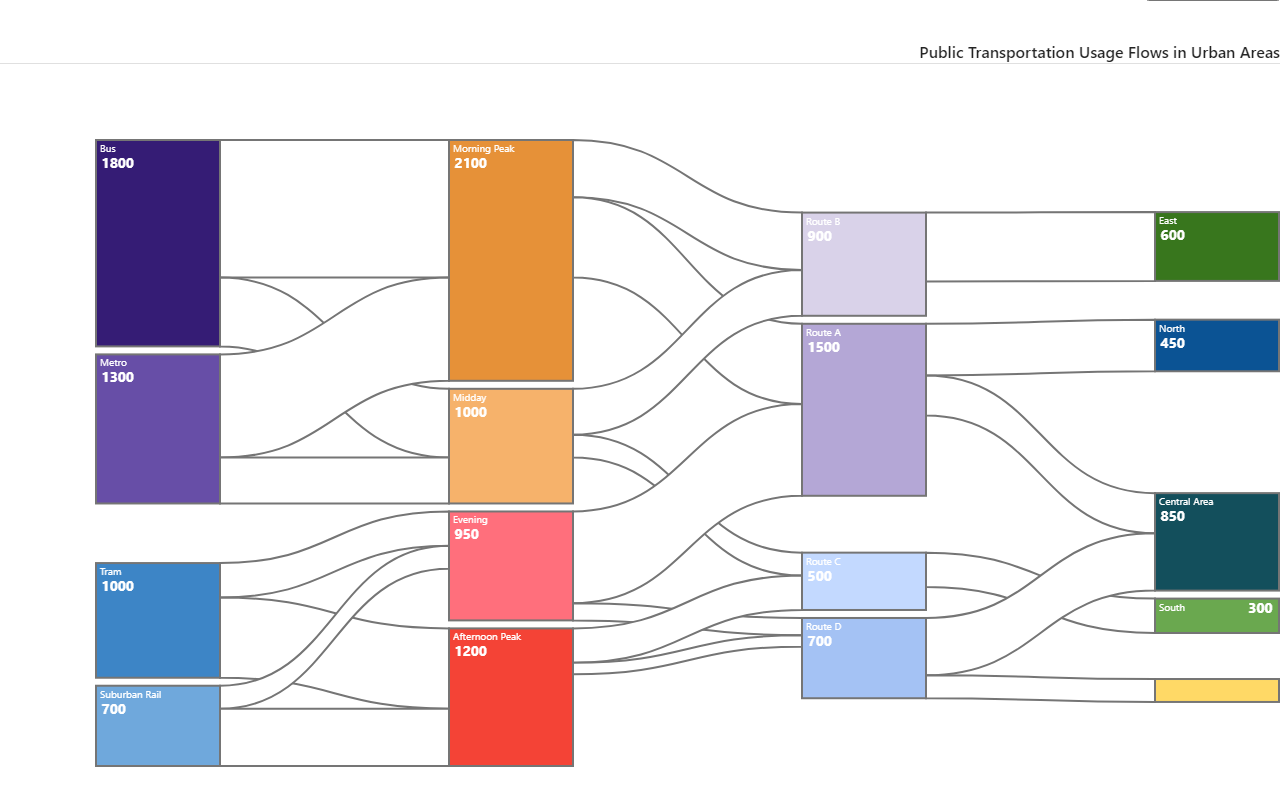 Public Transportation Usage Flows in Urban Areas
Bus
1800
Metro
1300
Tram
1000
Suburban Rail
700
Morning Peak
2100
Midday
1000
Evening
950
Afternoon Peak
1200
Route B
900
Route A
1500
Route C
500
Route D
700
East
600
North
450
Central Area
850
South 300